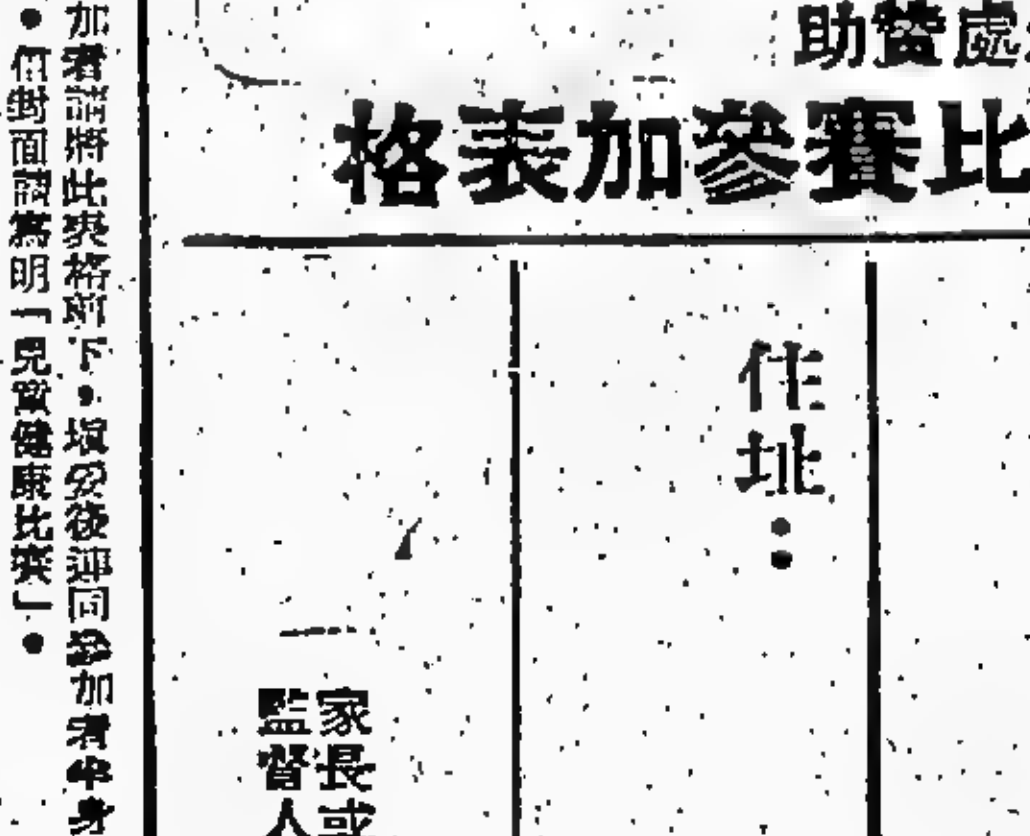 處贊助
比賽參加表格
住址：
家長或
監督人
加者請將此表格剪下，填妥後連同參加者半身
。信封面請寫明「兒童健康比賽」。